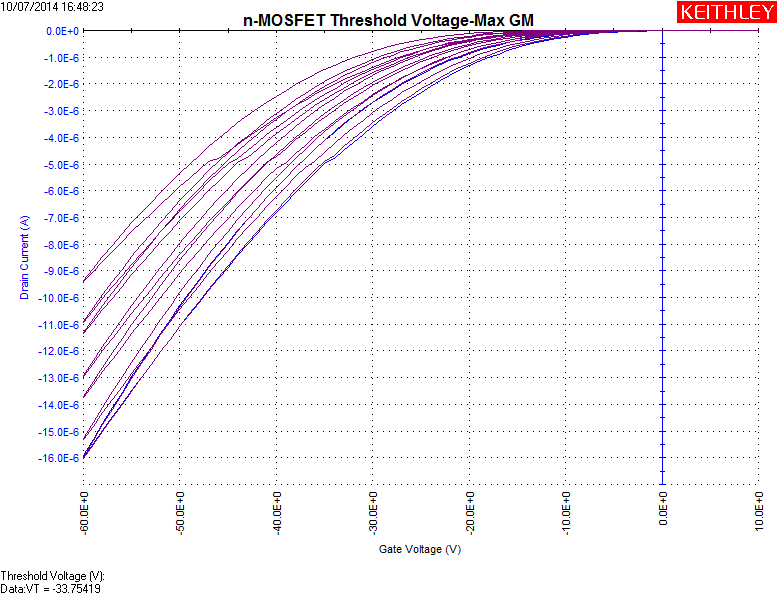 10/07/2014 16:48:23
KEITHLEY
n-MOSFET Threshold Voltage-Max GM
0.0E+0
-1.0E-6
-2.0E-6
-3.0E-6
-4.0E-6
-5.0E-6
-6.0E-6
-7.0E-6
-8.0E-6
-9.0E-6
-10.0E-6
-11.0E-6
-12.0E-6
-13.0E-6
-14.0E-6
-15.0E-6
-16.0E-6
Drain Current (A)
-60.0E+0
-50.0E+0
-40.0E+0
-30.0E+0
-20.0E+0
-10.0E+0
0.0E+0
10.0E+0
Gate Voltage (V)
Threshold Voltage (V):
Data:VT = -33.75419